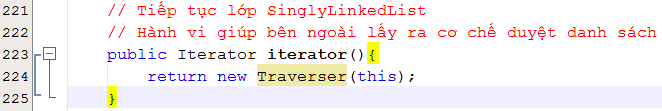 221 // Tiếp tục lớp SinglyLinkedList
222 // Hành vi giúp bên ngoài lấy ra cơ chế duyệt danh sách
223 public Iterator iterator(){
224 return new Traverser(this);
225 }